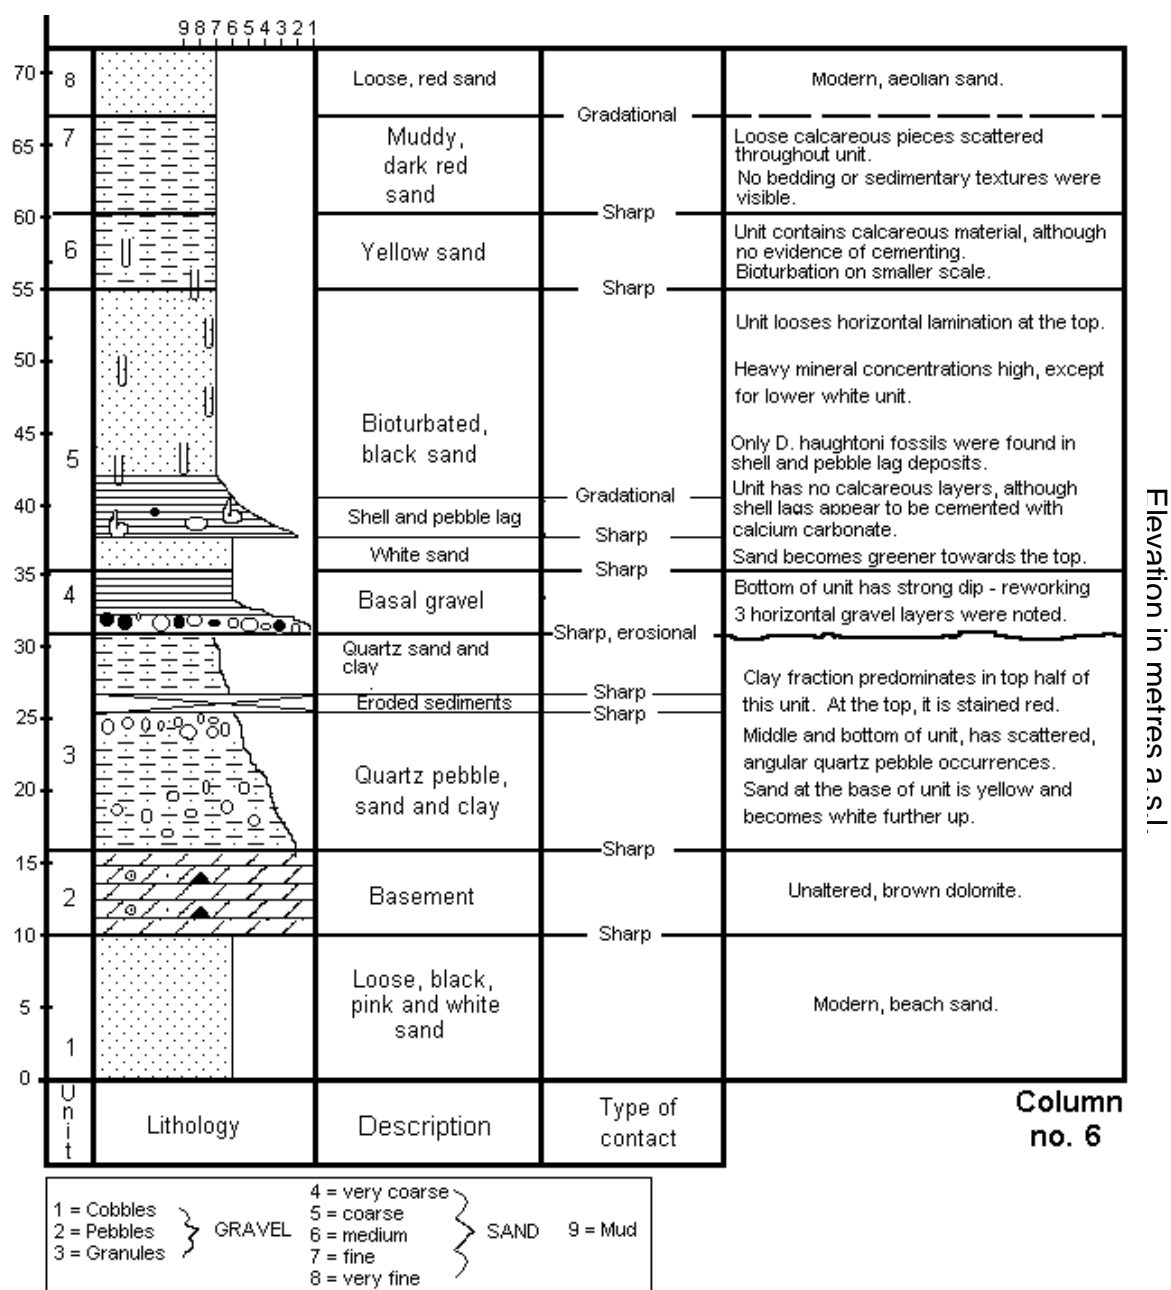 9 8 7 6 5 4 3 2 1
70
8
Loose, red sand
Modern, aeolian sand.
Gradational
7
65
Muddy,
dark red
sand
Loose calcareous pieces scattered
throughout unit.
No bedding or sedimentary textures were
visible.
60
Sharp
6
Yellow sand
Unit contains calcareous material, although
no evidence of cementing.
Bioturbation on smaller scale.
55
Sharp
Unit looses horizontal lamination at the top.
50
Heavy mineral concentrations high, except
for lower white unit.
45
5
Bioturbated,
black sand
Only D. haughtoni fossils were found in
shell and pebble lag deposits.
Gradational
40
Shell and pebble lag
Unit has no calcareous layers, although
shell lags appear to be cemented with
calcium carbonate.
Sharp
White sand
Sand becomes greener towards the top.
35
Sharp
4
Basal gravel
Bottom of unit has strong dip - reworking
3 horizontal gravel layers were noted.
Sharp, erosional
30
Quartz sand and
clay
Sharp
Eroded sediments
Sharp
25
3
Quartz pebble,
sand and clay
Clay fraction predominates in top half of
this unit. At the top, it is stained red.
Middle and bottom of unit, has scattered,
angular quartz pebble occurrences.
Sand at the base of unit is yellow and
becomes white further up.
20
Sharp
15
2
Basement
Unaltered, brown dolomite.
10
Sharp
Loose, black,
pink and white
sand
Modern, beach sand.
5
1
0
Elevation in metres a.s.l.
Unit
Lithology
Description
Type of
contact
Column
no. 6
1 = Cobbles
2 = Pebbles
3 = Granules
GRAVEL
4 = very coarse
5 = coarse
6 = medium
7 = fine
8 = very fine
SAND
9 = Mud